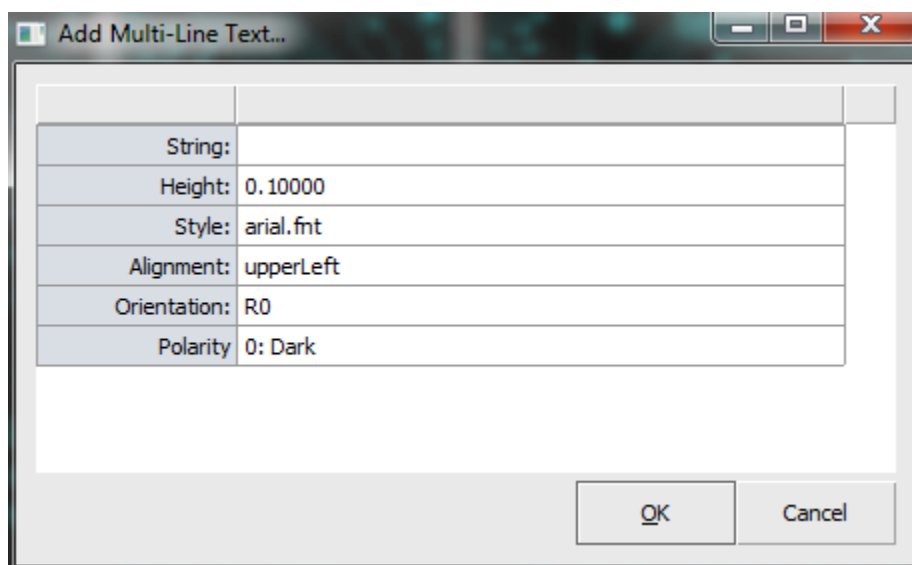 Add Multi-Line Text...
String:
Height: 0.10000
Style: arial.fnt
Alignment: upperLeft
Orientation: R0
Polarity 0: Dark
OK Cancel